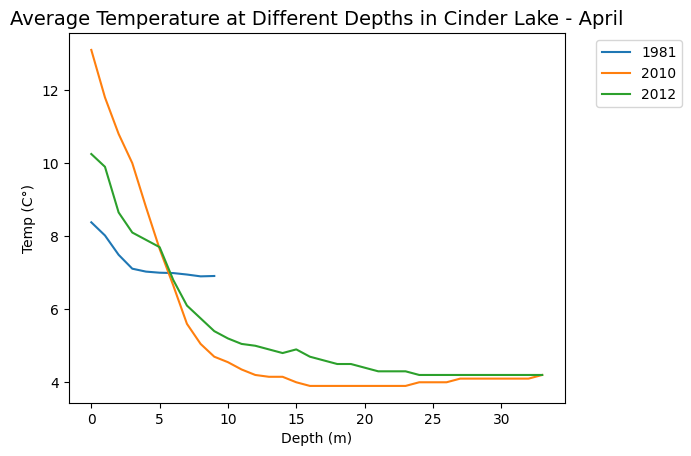 Average Temperature at Different Depths in Cinder Lake - April
1981
2010
2012
12
10
8
6
4
Temp (C°)
0 5 10 15 20 25 30
Depth (m)